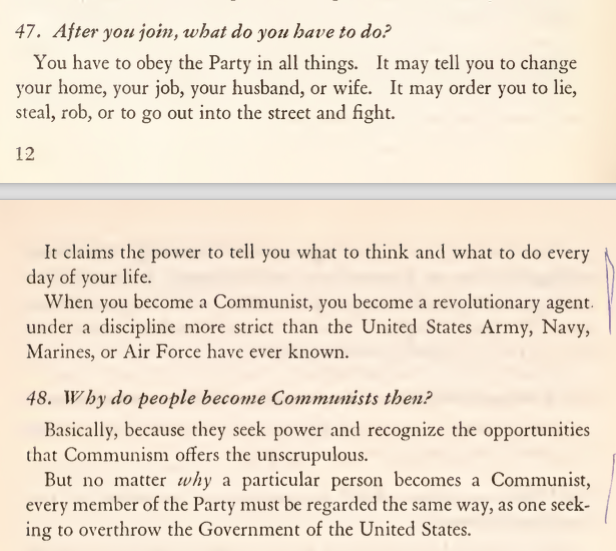 47. After you join, what do you have to do?
You have to obey the Party in all things. It may tell you to change
your home, your job, your husband, or wife. It may order you to lie,
steal, rob, or to go out into the street and fight.
12
It claims the power to tell you what to think and what to do every
day of your life.
When you become a Communist, you become a revolutionary agent
under a discipline more strict than the United States Army, Navy,
Marines, or Air Force have ever known.
48. Why do people become Communists then?
Basically, because they seek power and recognize the opportunities
that Communism offers the unscrupulous.
But no matter why a particular person becomes a Communist,
every member of the Party must be regarded the same way, as one seek-
ing to overthrow the Government of the United States.